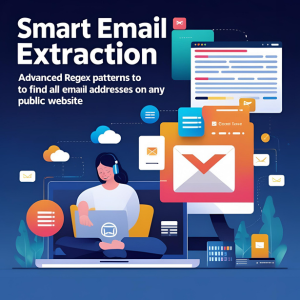 Smart Email
Extraction
Advanced Regex patterns to
to find all email addresses on any
public website